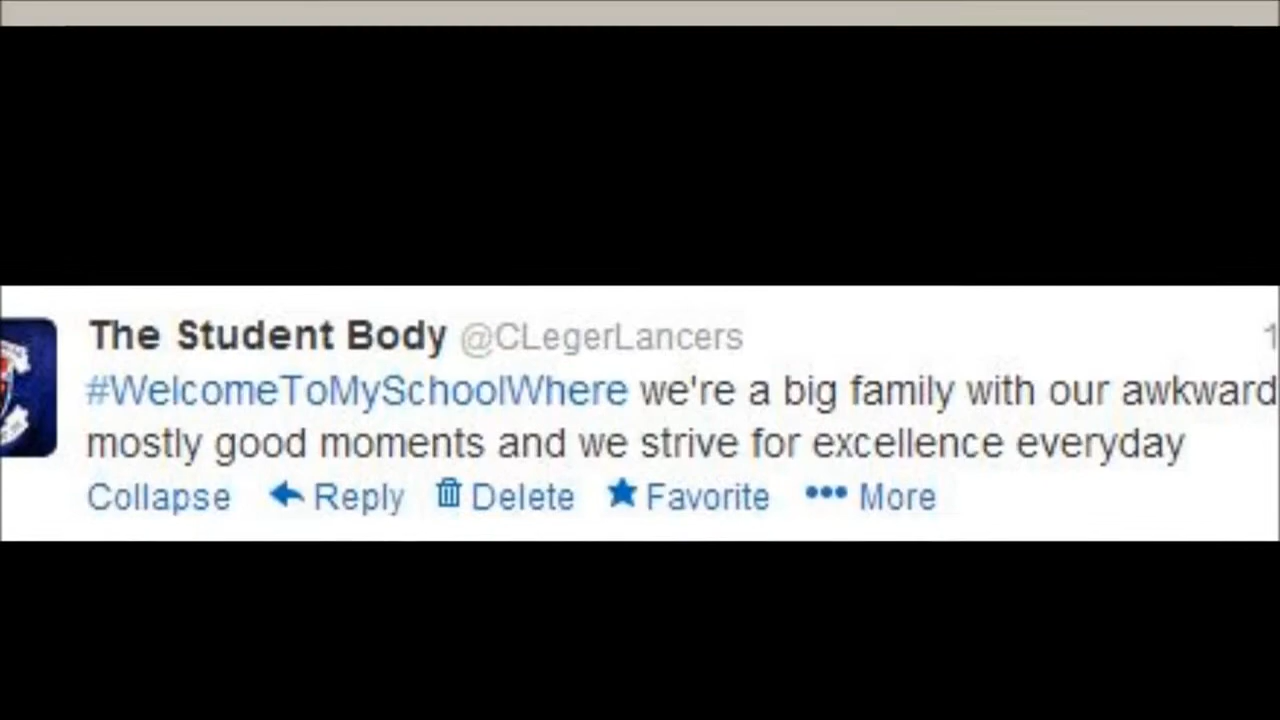 The Student Body @CLegerLancers 1
#WelcomeToMySchoolWhere we're a big family with our awkward
mostly good moments and we strive for excellence everyday
Collapse Reply Delete Favorite ••• More